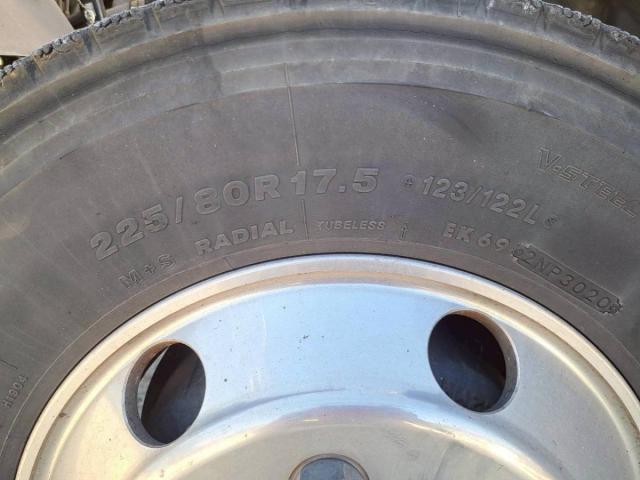 225/80R17.5 123/122L
M+S RADIAL TUBELESS EK69 2NP3020
V-STEEL